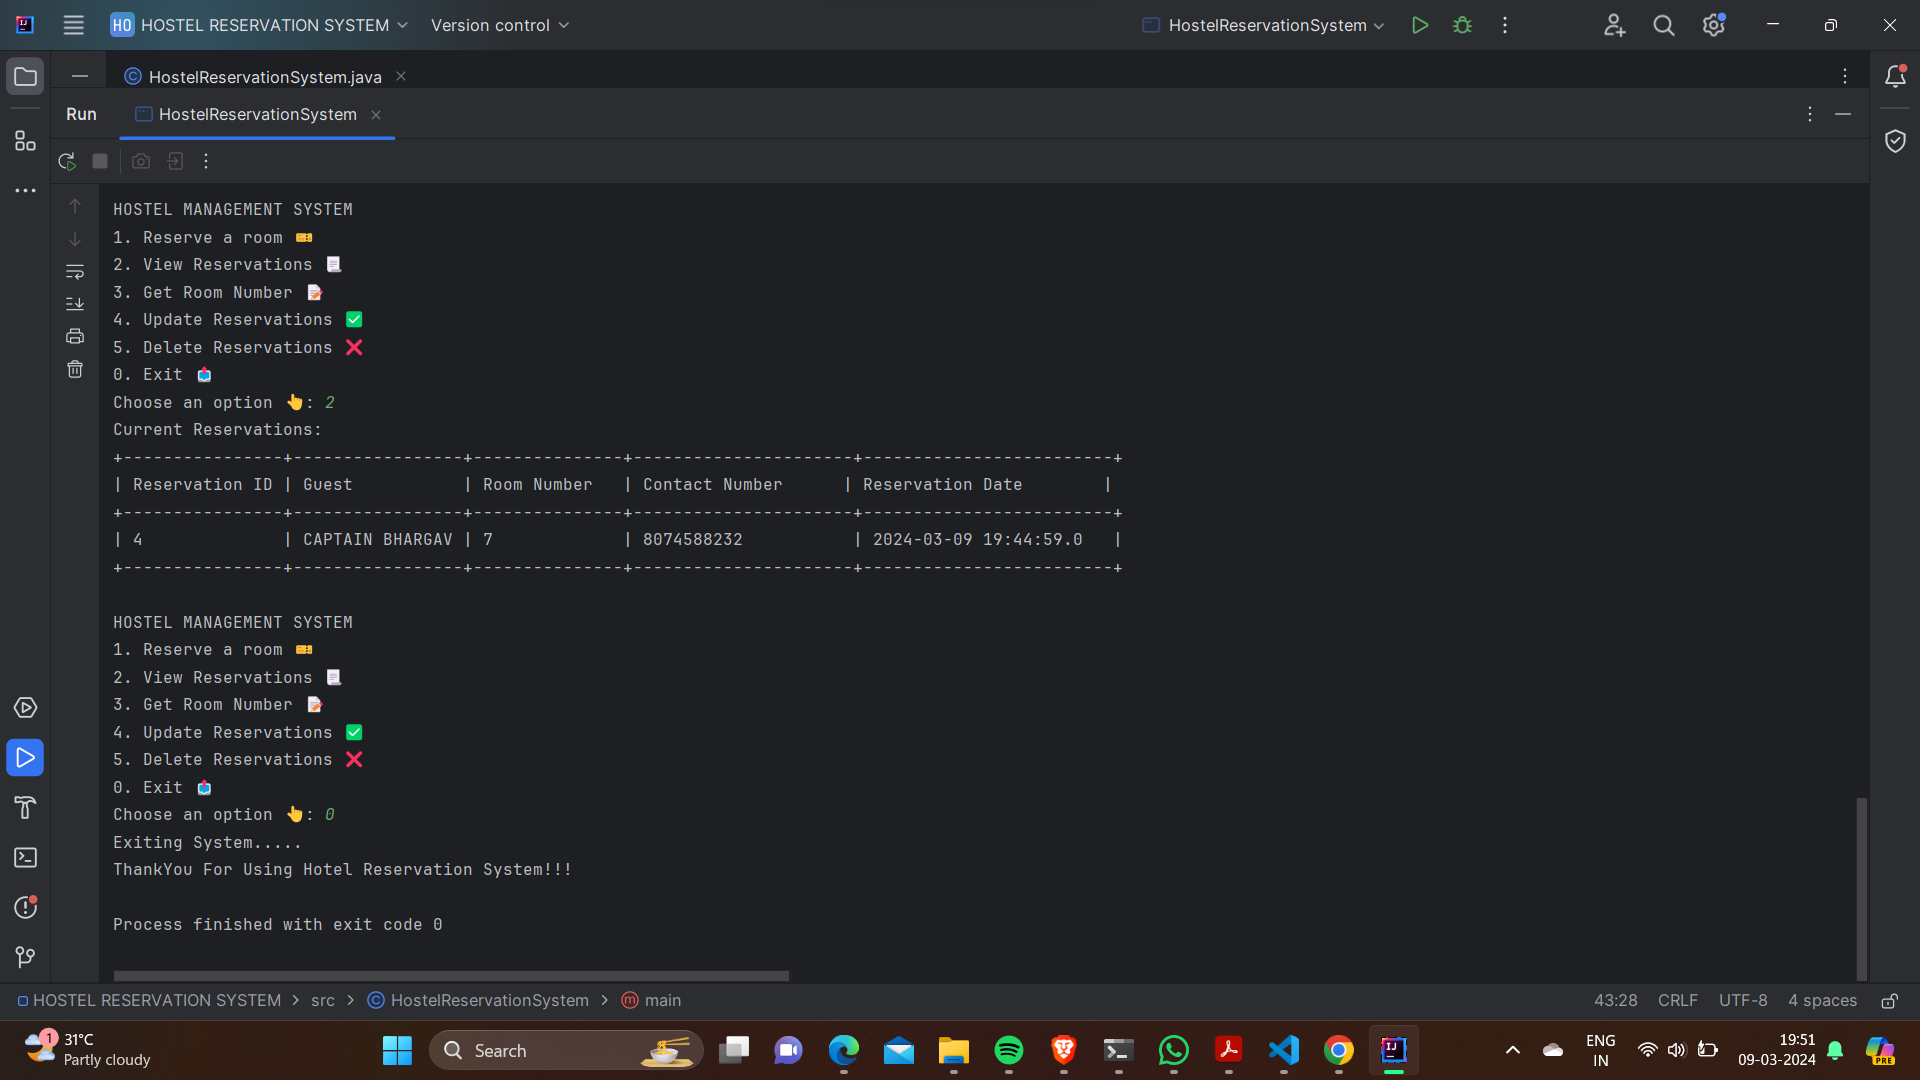 HO HOSTEL RESERVATION SYSTEM Version control HostelReservationSystem
HostelReservationSystem.java
Run HostelReservationSystem
HOSTEL MANAGEMENT SYSTEM
1. Reserve a room 🎫
2. View Reservations 📃
3. Get Room Number 📝
4. Update Reservations ✅
5. Delete Reservations ❌
0. Exit 📤
Choose an option 👆: 2
Current Reservations:
+----------------+-----------------+---------------+----------------------+-------------------------+
| Reservation ID | Guest           | Room Number   | Contact Number      | Reservation Date        |
+----------------+-----------------+---------------+----------------------+-------------------------+
| 4              | CAPTAIN BHARGAV | 7             | 8074588232           | 2024-03-09 19:44:59.0   |
+----------------+-----------------+---------------+----------------------+-------------------------+
HOSTEL MANAGEMENT SYSTEM
1. Reserve a room 🎫
2. View Reservations 📃
3. Get Room Number 📝
4. Update Reservations ✅
5. Delete Reservations ❌
0. Exit 📤
Choose an option 👆: 0
Exiting System.....
ThankYou For Using Hotel Reservation System!!!
Process finished with exit code 0
HOSTEL RESERVATION SYSTEM > src > HostelReservationSystem > main 43:28 CRLF UTF-8 4 spaces
1 31°C
Partly cloudy
Search
ENG
IN
19:51
09-03-2024
PRE